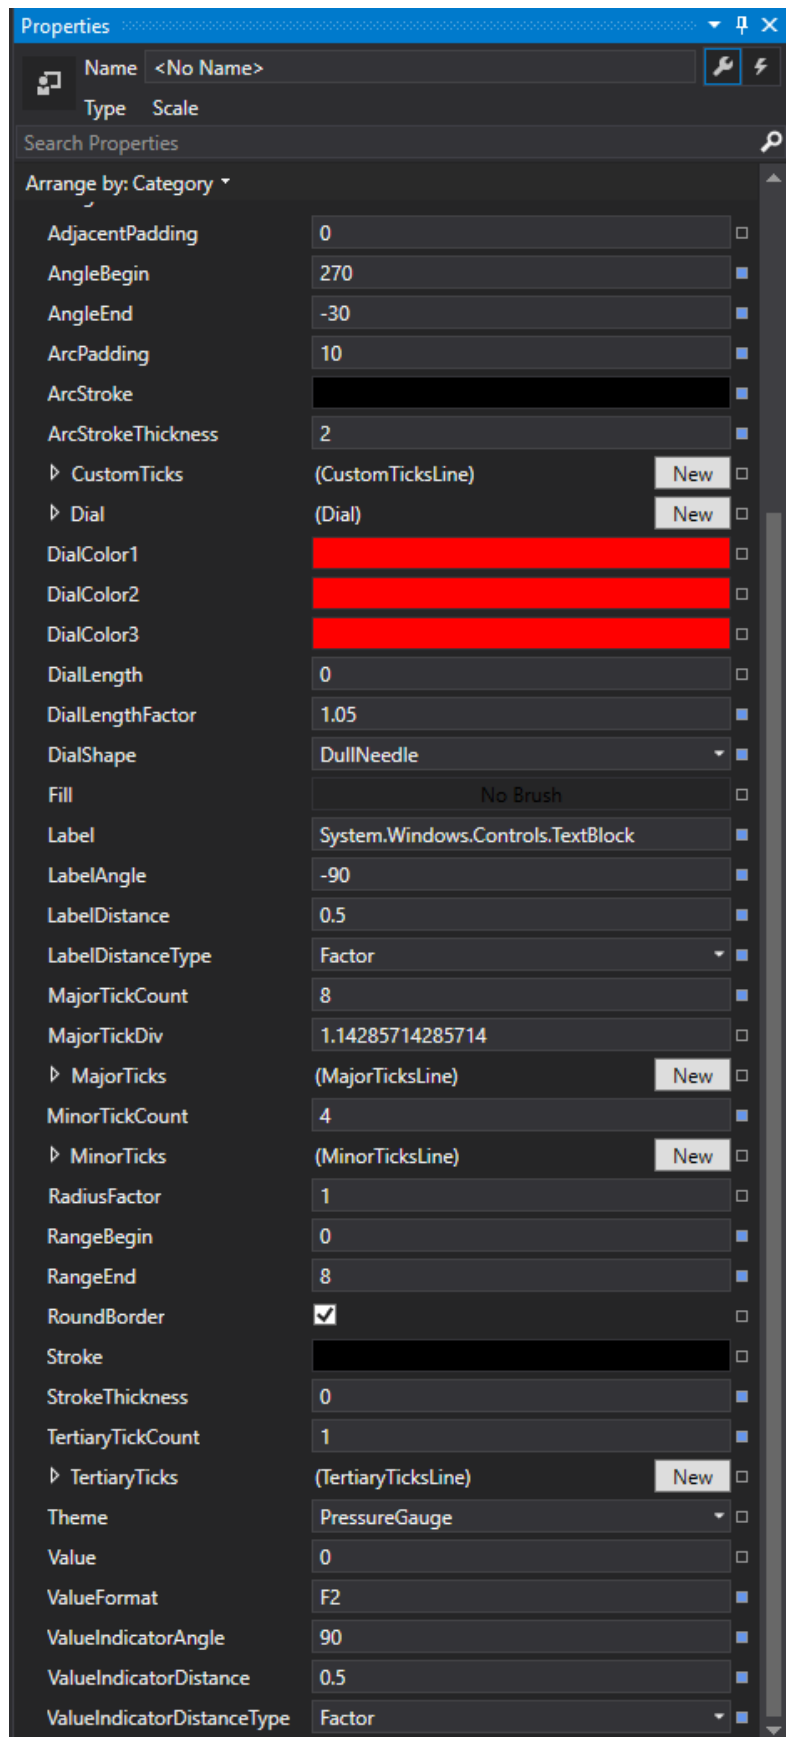 Properties
Name <No Name>
Type Scale
Search Properties
Arrange by: Category
AdjacentPadding 0
AngleBegin 270
AngleEnd -30
ArcPadding 10
ArcStroke
ArcStrokeThickness 2
CustomTicks (CustomTicksLine) New
Dial (Dial) New
DialColor1
DialColor2
DialColor3
DialLength 0
DialLengthFactor 1.05
DialShape DullNeedle
Fill No Brush
Label System.Windows.Controls.TextBlock
LabelAngle -90
LabelDistance 0.5
LabelDistanceType Factor
MajorTickCount 8
MajorTickDiv 1.14285714285714
MajorTicks (MajorTicksLine) New
MinorTickCount 4
MinorTicks (MinorTicksLine) New
RadiusFactor 1
RangeBegin 0
RangeEnd 8
RoundBorder
Stroke
StrokeThickness 0
TertiaryTickCount 1
TertiaryTicks (TertiaryTicksLine) New
Theme PressureGauge
Value 0
ValueFormat F2
ValueIndicatorAngle 90
ValueIndicatorDistance 0.5
ValueIndicatorDistanceType Factor